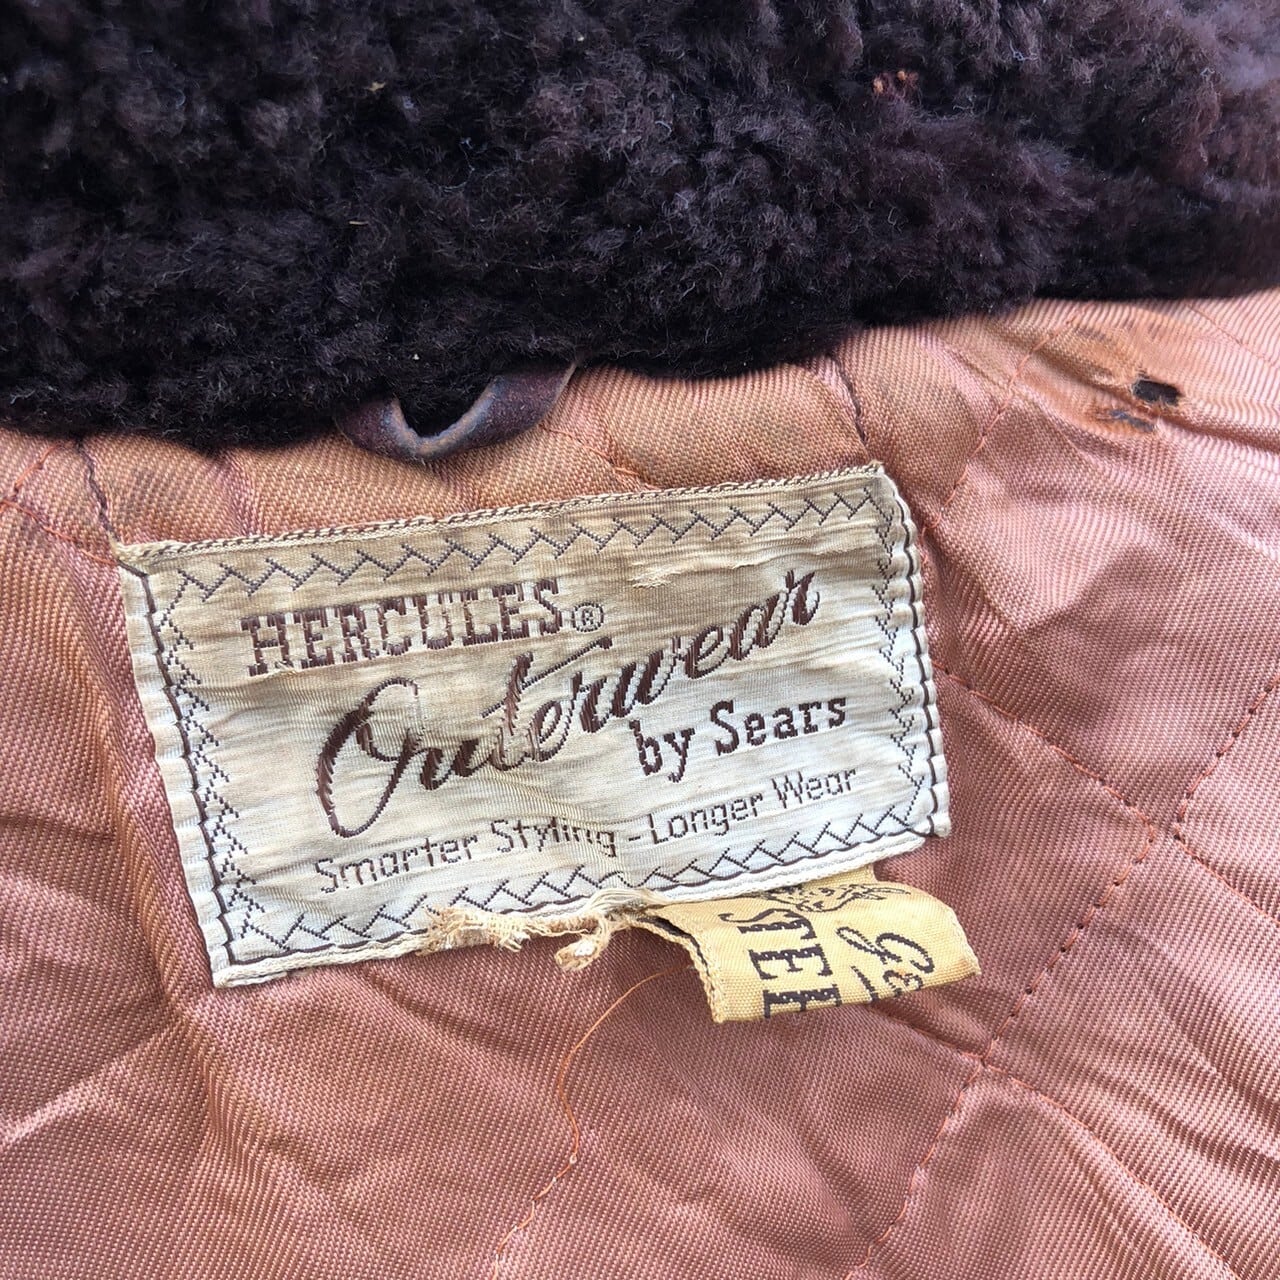 HERCULES®
Outerwear
by Sears
Smarter Styling - Longer Wear